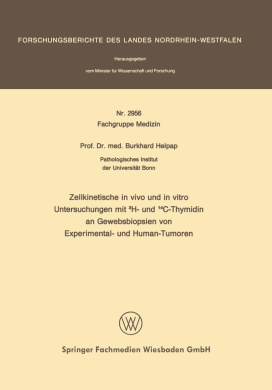 FORSCHUNGSBERICHTE DES LANDES NORDRHEIN-WESTFALEN
Herausgegeben
vom Minister für Wissenschaft und Forschung
Nr. 2956
Fachgruppe Medizin
Prof. Dr. med. Burkhard Helpap
Pathologisches Institut
der Universität Bonn
Zellkinetische in vivo und in vitro
Untersuchungen mit ³H- und ¹⁴C-Thymidin
an Gewebsbiopsien von
Experimental- und Human-Tumoren
Springer Fachmedien Wiesbaden GmbH